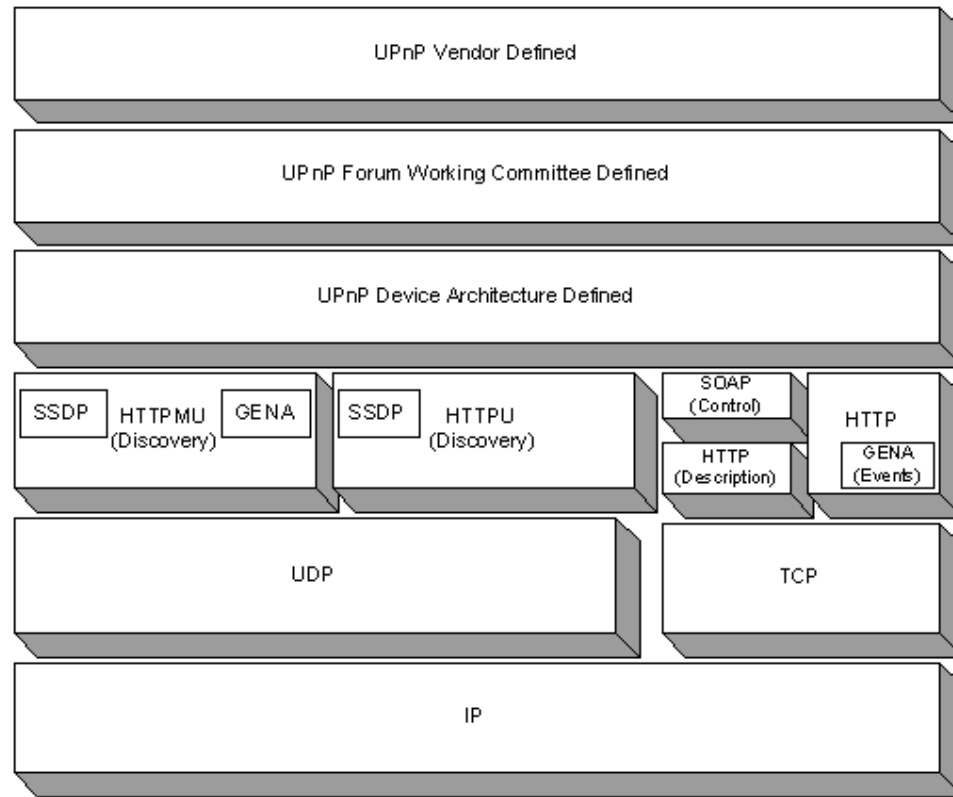 UPnP Vendor Defined
UPnP Forum Working Committee Defined
UPnP Device Architecture Defined
SSDP
HTTPMU
(Discovery)
GENA
SSDP
HTTPU
(Discovery)
SOAP
(Control)
HTTP
(Description)
HTTP
GENA
(Events)
UDP
TCP
IP